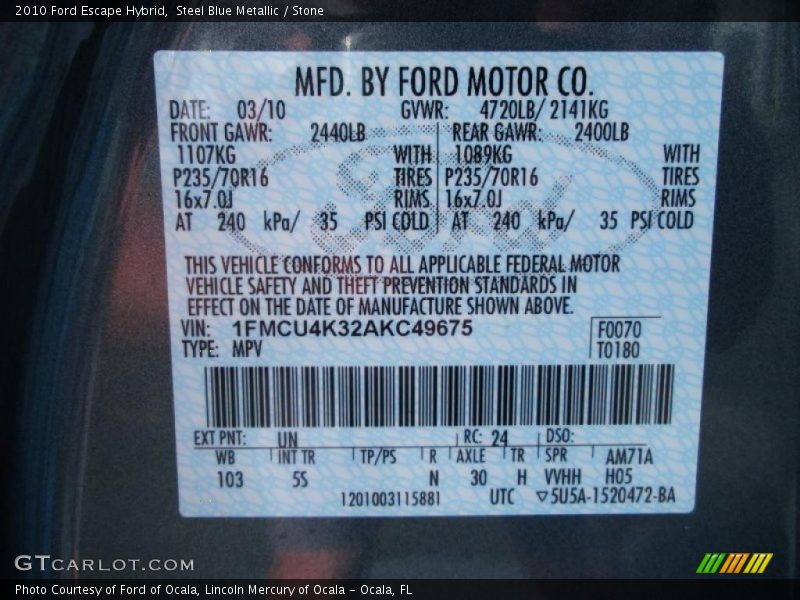 2010 Ford Escape Hybrid, Steel Blue Metallic / Stone
MFD. BY FORD MOTOR CO.
DATE: 03/10 GVWR: 4720LB/ 2141KG
FRONT GAWR: 2440LB REAR GAWR: 2400LB
1107KG WITH 1089KG WITH
P235/70R16 TIRES P235/70R16 TIRES
16x7.0J RIMS 16x7.0J RIMS
AT 240 kPa/ 35 PSI COLD AT 240 kPa/ 35 PSI COLD
THIS VEHICLE CONFORMS TO ALL APPLICABLE FEDERAL MOTOR
VEHICLE SAFETY AND THEFT PREVENTION STANDARDS IN
EFFECT ON THE DATE OF MANUFACTURE SHOWN ABOVE.
VIN: 1FMCU4K32AKC49675 F0070
TYPE: MPV T0180
EXT PNT: UN RC: 24 DSO:
WB INT TR TP/PS R AXLE TR SPR AM71A
103 5S N 30 H VVHH H05
1201003115881 UTC ▽5U5A-1520472-BA
GTCARLOT.COM
Photo Courtesy of Ford of Ocala, Lincoln Mercury of Ocala - Ocala, FL